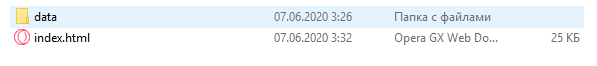 data 07.06.2020 3:26 Папка с файлами
index.html 07.06.2020 3:32 Opera GX Web Do... 25 КБ